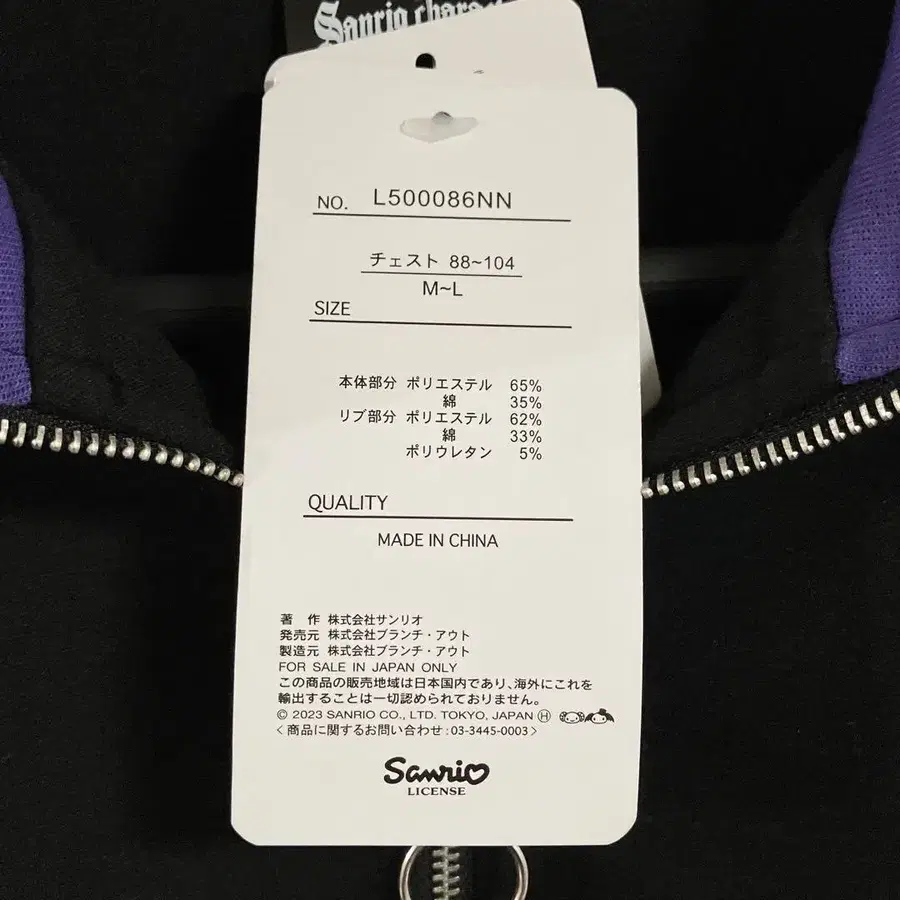 Sanrio charact
NO. L500086NN
チェスト 88~104
M~L
SIZE
本体部分 ポリエステル 65%
綿 35%
リブ部分 ポリエステル 62%
綿 33%
ポリウレタン 5%
QUALITY
MADE IN CHINA
著 作 株式会社サンリオ
発売元 株式会社ブランチ・アウト
製造元 株式会社ブランチ・アウト
FOR SALE IN JAPAN ONLY
この商品の販売地域は日本国内であり、海外にこれを
輸出することは一切認められておりません。
© 2023 SANRIO CO., LTD. TOKYO, JAPAN Ⓗ
〈商品に関するお問い合わせ:03-3445-0003〉
Sanrio
LICENSE